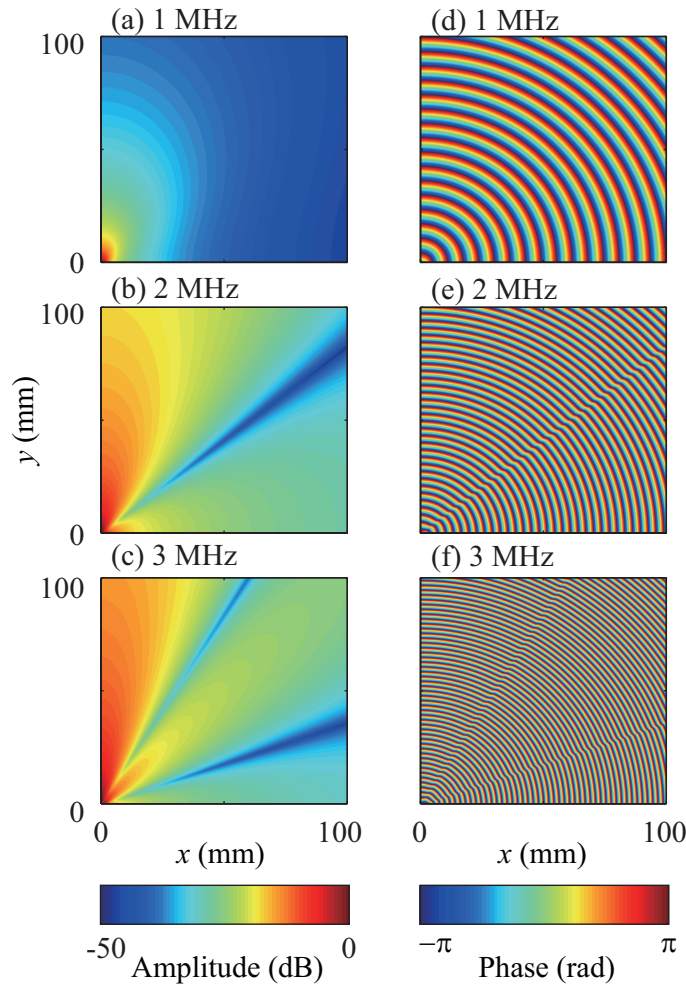 (a) 1 MHz
(d) 1 MHz
100
0
(b) 2 MHz
(e) 2 MHz
100
y (mm)
0
(c) 3 MHz
(f) 3 MHz
100
0
0 100
x (mm)
0 100
x (mm)
-50 0
Amplitude (dB)
−π π
Phase (rad)